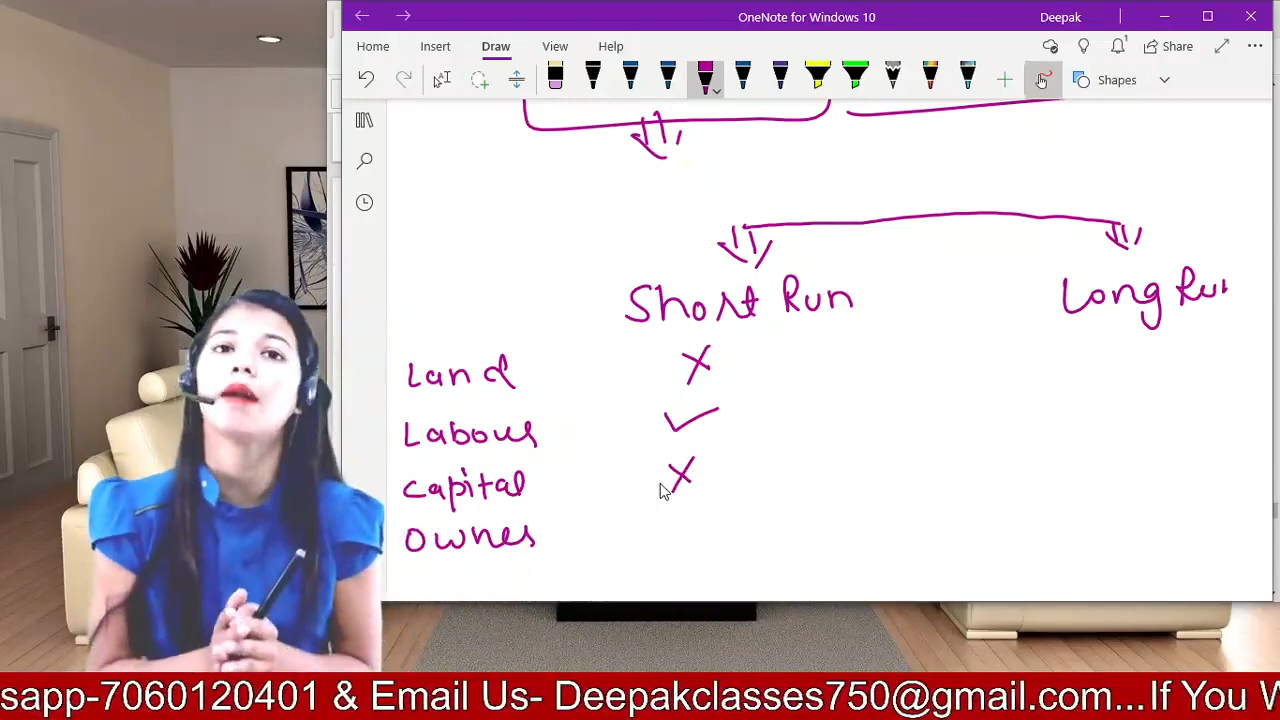 OneNote for Windows 10
Deepak
Home Insert Draw View Help
Share
Shapes
Short Run
Long Run
Land
Labour
Capital
Owner
sapp-7060120401 & Email Us- Deepakclasses750@gmail.com...If You W